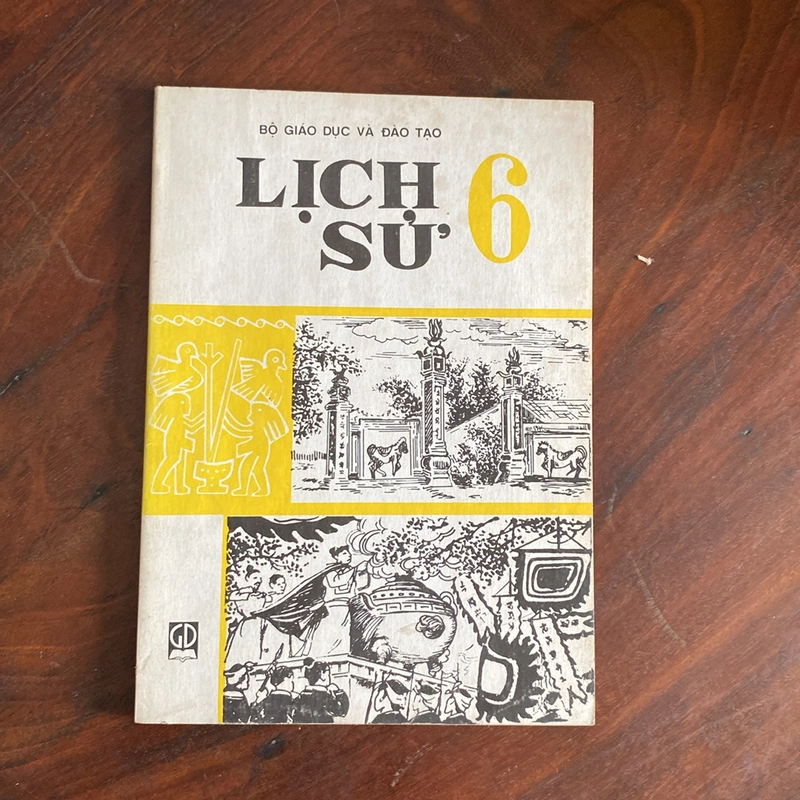 BỘ GIÁO DỤC VÀ ĐÀO TẠO
LỊCH
SỬ
6
GD